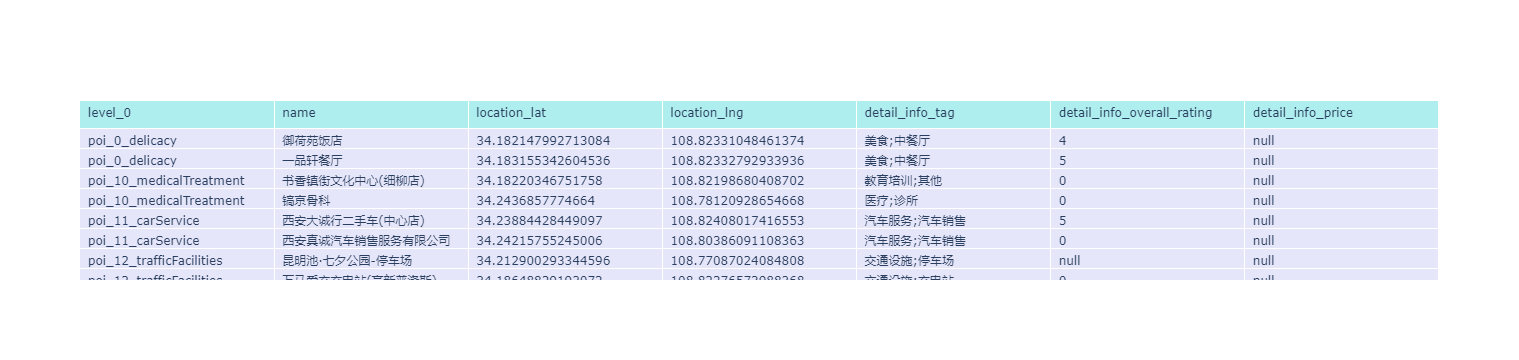 level_0 name location_lat location_lng detail_info_tag detail_info_overall_rating detail_info_price
poi_0_delicacy 御荷苑饭店 34.182147992713084 108.82331048461374 美食;中餐厅 4 null
poi_0_delicacy 一品轩餐厅 34.183155342604536 108.82332792933936 美食;中餐厅 5 null
poi_10_medicalTreatment 书香镇街文化中心(细柳店) 34.18220346751758 108.82198680408702 教育培训;其他 0 null
poi_10_medicalTreatment 镐京骨科 34.2436857774664 108.78120928654668 医疗;诊所 0 null
poi_11_carService 西安大诚行二手车(中心店) 34.23884428449097 108.82408017416553 汽车服务;汽车销售 5 null
poi_11_carService 西安真诚汽车销售服务有限公司 34.24215755245006 108.80386091108363 汽车服务;汽车销售 0 null
poi_12_trafficFacilities 昆明池·七夕公园-停车场 34.212900293344596 108.77087024084808 交通设施;停车场 null null
poi_12_trafficFacilities null